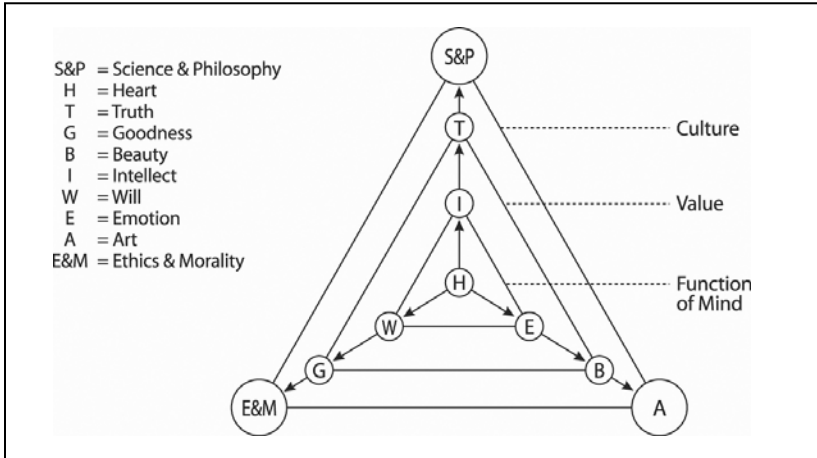 S&P = Science & Philosophy
H = Heart
T = Truth
G = Goodness
B = Beauty
I = Intellect
W = Will
E = Emotion
A = Art
E&M = Ethics & Morality
S&P
T
Culture
I
Value
H
Function
of Mind
W
E
G
B
E&M
A